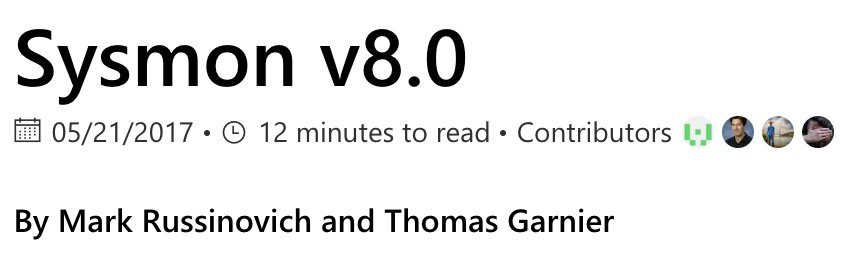 Sysmon v8.0
05/21/2017 • 12 minutes to read • Contributors
By Mark Russinovich and Thomas Garnier